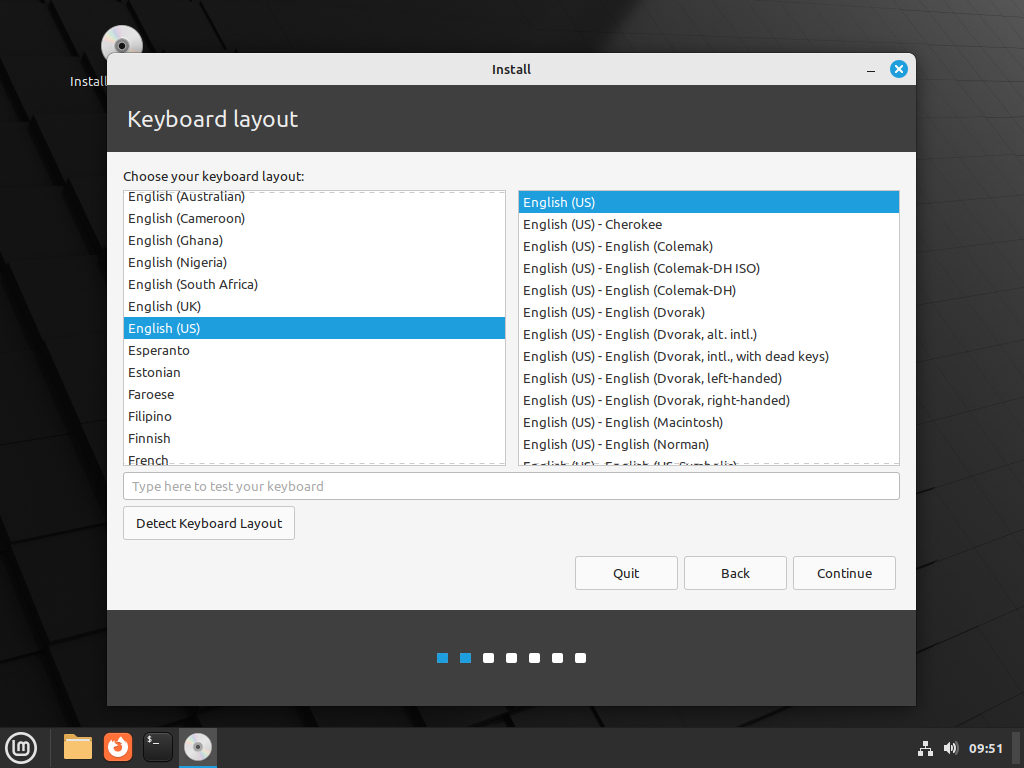 Install
Install
Keyboard layout
Choose your keyboard layout:
English (Australian)
English (Cameroon)
English (Ghana)
English (Nigeria)
English (South Africa)
English (UK)
English (US)
Esperanto
Estonian
Faroese
Filipino
Finnish
French
English (US)
English (US) - Cherokee
English (US) - English (Colemak)
English (US) - English (Colemak-DH ISO)
English (US) - English (Colemak-DH)
English (US) - English (Dvorak)
English (US) - English (Dvorak, alt. intl.)
English (US) - English (Dvorak, intl., with dead keys)
English (US) - English (Dvorak, left-handed)
English (US) - English (Dvorak, right-handed)
English (US) - English (Macintosh)
English (US) - English (Norman)
English (US) - English (US, Symbolic)
Type here to test your keyboard
Detect Keyboard Layout
Quit
Back
Continue
$_
09:51